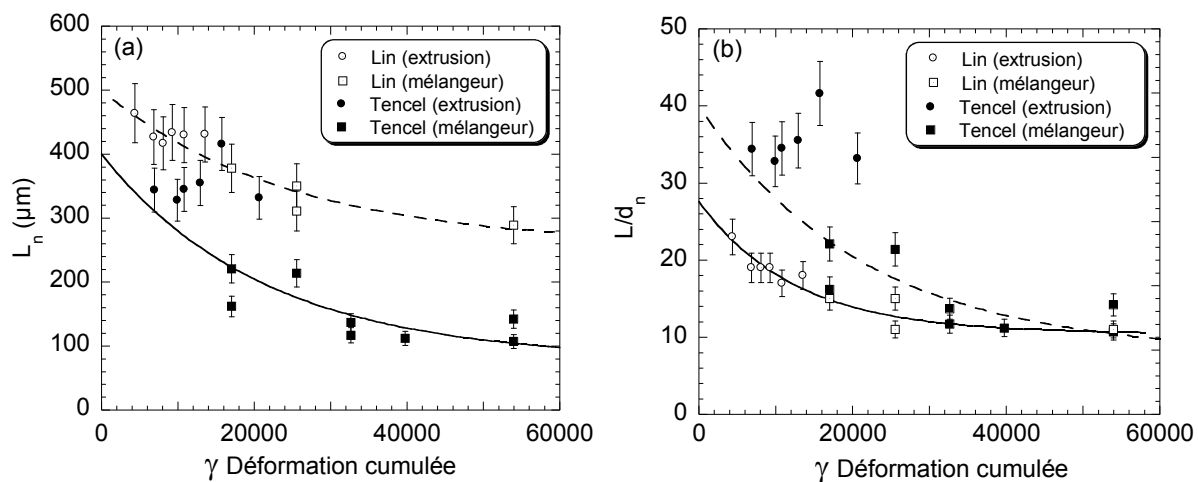 (a)
Lin (extrusion)
Lin (mélangeur)
Tencel (extrusion)
Tencel (mélangeur)
600
500
400
300
200
100
0
L_n (µm)
0
20000
40000
60000
γ Déformation cumulée
(b)
Lin (extrusion)
Lin (mélangeur)
Tencel (extrusion)
Tencel (mélangeur)
50
40
30
20
10
0
L/d_n
0
20000
40000
60000
γ Déformation cumulée